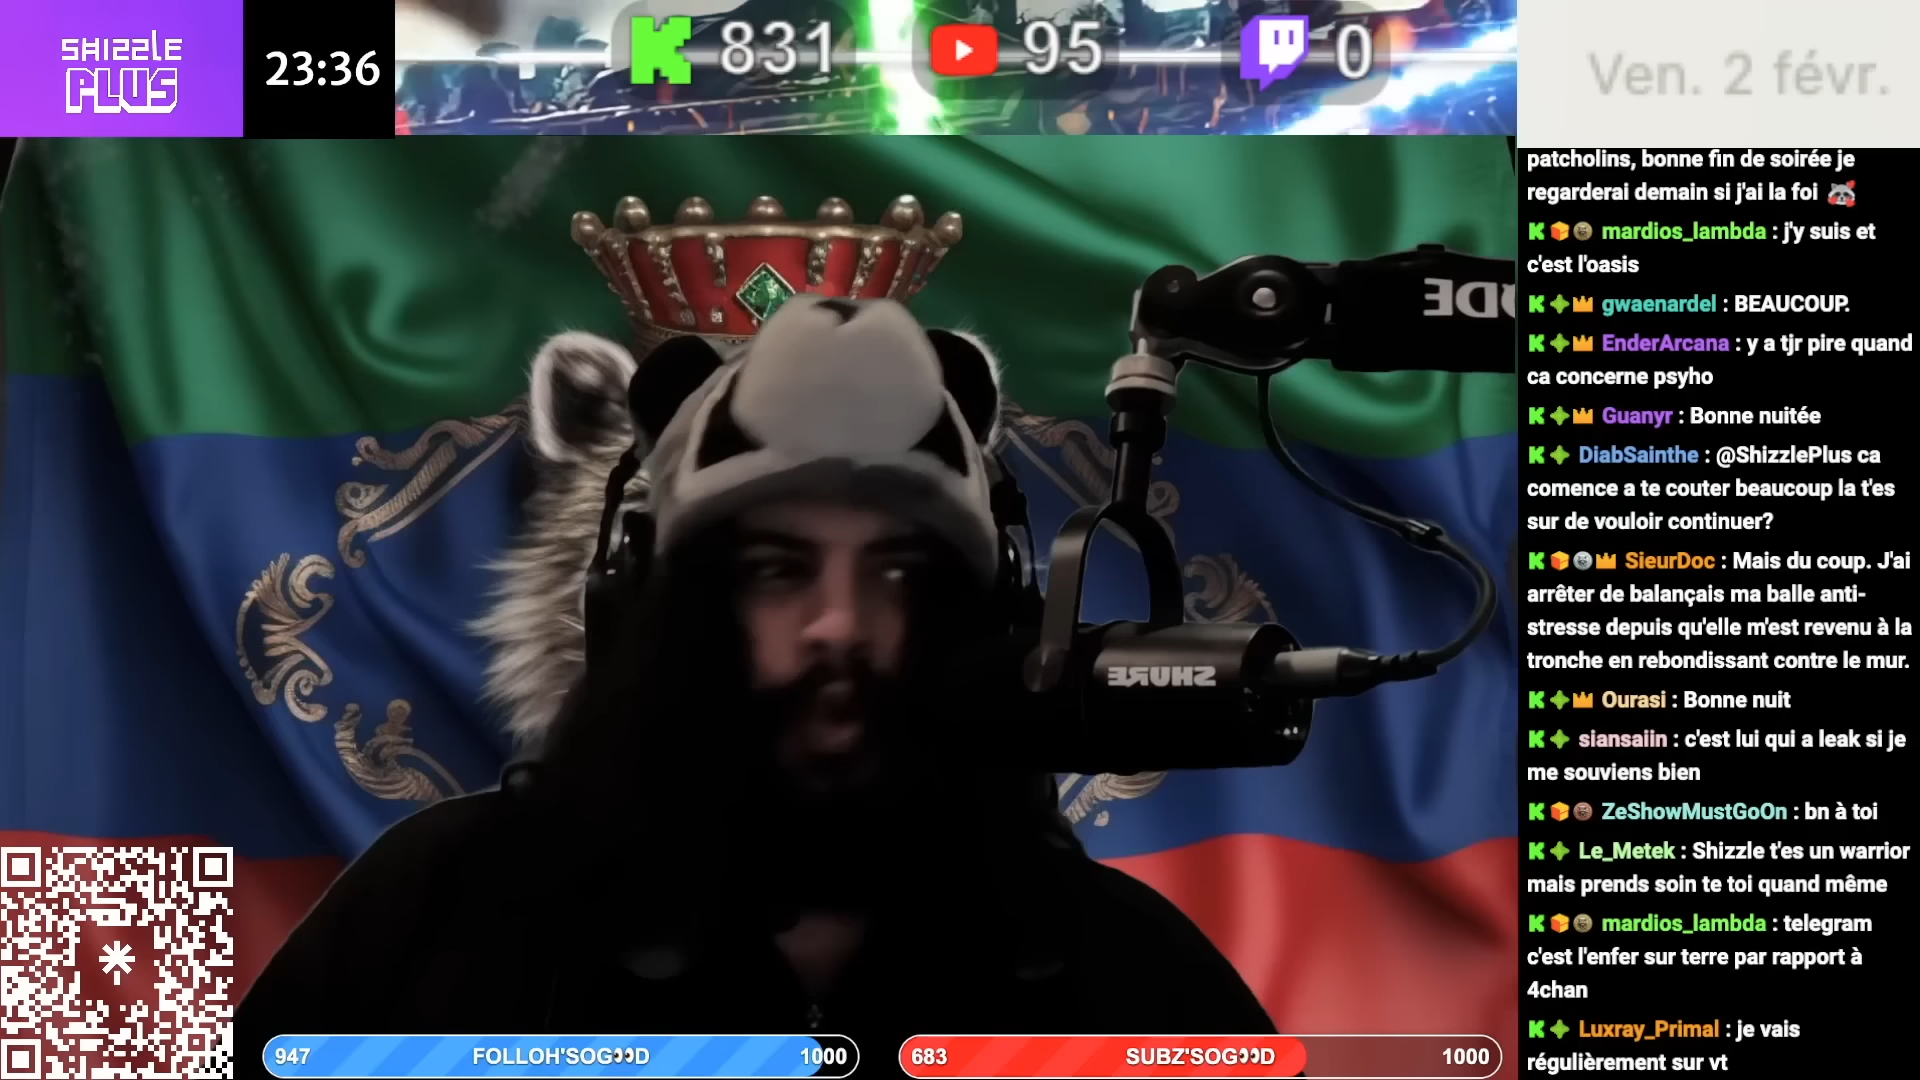 SHIZZLE
PLUS
23:36
831
95
0
Ven. 2 févr.
patcholins, bonne fin de soirée je
regarderai demain si j'ai la foi
mardios_lambda : j'y suis et
c'est l'oasis
gwaenardel : BEAUCOUP.
EnderArcana : y a tjr pire quand
ca concerne psyho
Guanyr : Bonne nuitée
DiabSainthe : @ShizzlePlus ca
comence a te couter beaucoup la t'es
sur de vouloir continuer?
SieurDoc : Mais du coup. J'ai
arrêter de balançais ma balle anti-
stresse depuis qu'elle m'est revenu à la
tronche en rebondissant contre le mur.
Ourasi : Bonne nuit
siansaiin : c'est lui qui a leak si je
me souviens bien
ZeShowMustGoOn : bn à toi
Le_Metek : Shizzle t'es un warrior
mais prends soin te toi quand même
mardios_lambda : telegram
c'est l'enfer sur terre par rapport à
4chan
Luxray_Primal : je vais
régulièrement sur vt
SHURE
947 FOLLOH'SOG👀D 1000
683 SUBZ'SOG👀D 1000